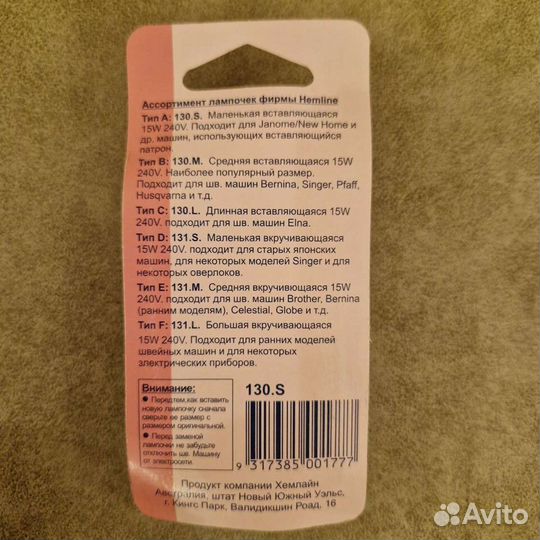 Ассортимент лампочек фирмы Hemline
Тип A: 130.S. Маленькая вставляющаяся
15W 240V. Подходит для Janome/New Home и
др. машин, использующих вставляющийся
патрон.
Тип B: 130.M. Средняя вставляющаяся 15W
240V. Наиболее популярный размер.
Подходит для шв. машин Bernina, Singer, Pfaff,
Husqvarna и т.д.
Тип C: 130.L. Длинная вставляющаяся 15W
240V. подходит для шв. машин Elna.
Тип D: 131.S. Маленькая вкручивающаяся
15W 240V. подходит для старых японских
машин, для некоторых моделей Singer и для
некоторых оверлоков.
Тип E: 131.M. Средняя вкручивющаяся 15W
240V. подходит для шв. машин Brother, Bernina
(ранним моделям), Celestial, Globe и т.д.
Тип F: 131.L. Большая вкручивающаяся
15W 240V. Подходит для ранних моделей
швейных машин и для некоторых
злектрических приборов.
Внимание:
Передтем,как вставить
новую лампочку сначала
сверьте ее размер с
размером оригинальной.
Перед заменой
лампочки не забудьте
отключить шв. Машину
от электросети.
130.S
9 317385 001777
Продукт компании Хемлайн
Австралия, штат Новый Южный Уэльс,
г. Кингс Парк, Валидикшин Роад. 16
Avito